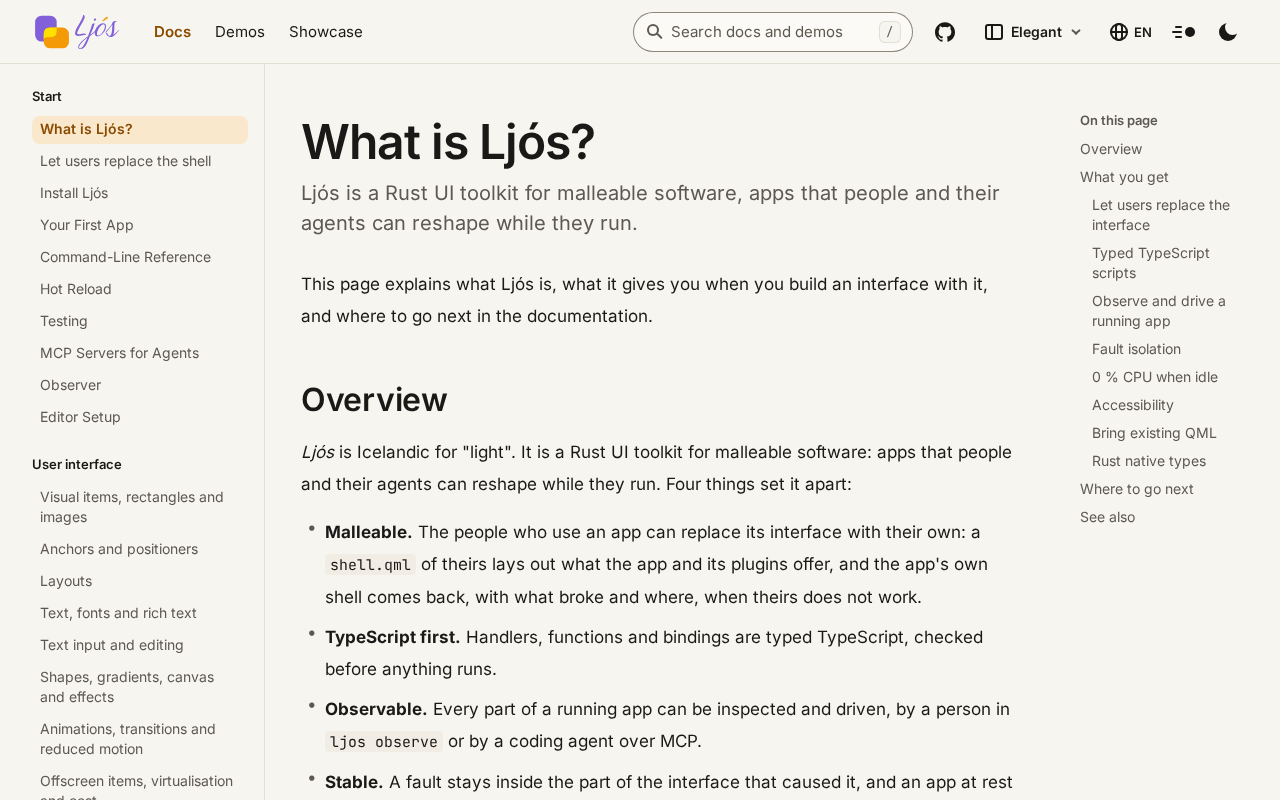 Ljós
Docs
Demos
Showcase
Search docs and demos
/
Elegant
EN
Start
What is Ljós?
Let users replace the shell
Install Ljós
Your First App
Command-Line Reference
Hot Reload
Testing
MCP Servers for Agents
Observer
Editor Setup
User interface
Visual items, rectangles and
images
Anchors and positioners
Layouts
Text, fonts and rich text
Text input and editing
Shapes, gradients, canvas
and effects
Animations, transitions and
reduced motion
Offscreen items, virtualisation
and cost
What is Ljós?
Ljós is a Rust UI toolkit for malleable software, apps that people and their
agents can reshape while they run.
This page explains what Ljós is, what it gives you when you build an interface with it,
and where to go next in the documentation.
Overview
Ljós is Icelandic for "light". It is a Rust UI toolkit for malleable software: apps that people
and their agents can reshape while they run. Four things set it apart:
• Malleable. The people who use an app can replace its interface with their own: a
shell.qml of theirs lays out what the app and its plugins offer, and the app's own
shell comes back, with what broke and where, when theirs does not work.
• TypeScript first. Handlers, functions and bindings are typed TypeScript, checked
before anything runs.
• Observable. Every part of a running app can be inspected and driven, by a person in
ljos observe or by a coding agent over MCP.
• Stable. A fault stays inside the part of the interface that caused it, and an app at rest
On this page
Overview
What you get
Let users replace the
interface
Typed TypeScript
scripts
Observe and drive a
running app
Fault isolation
0 % CPU when idle
Accessibility
Bring existing QML
Rust native types
Where to go next
See also